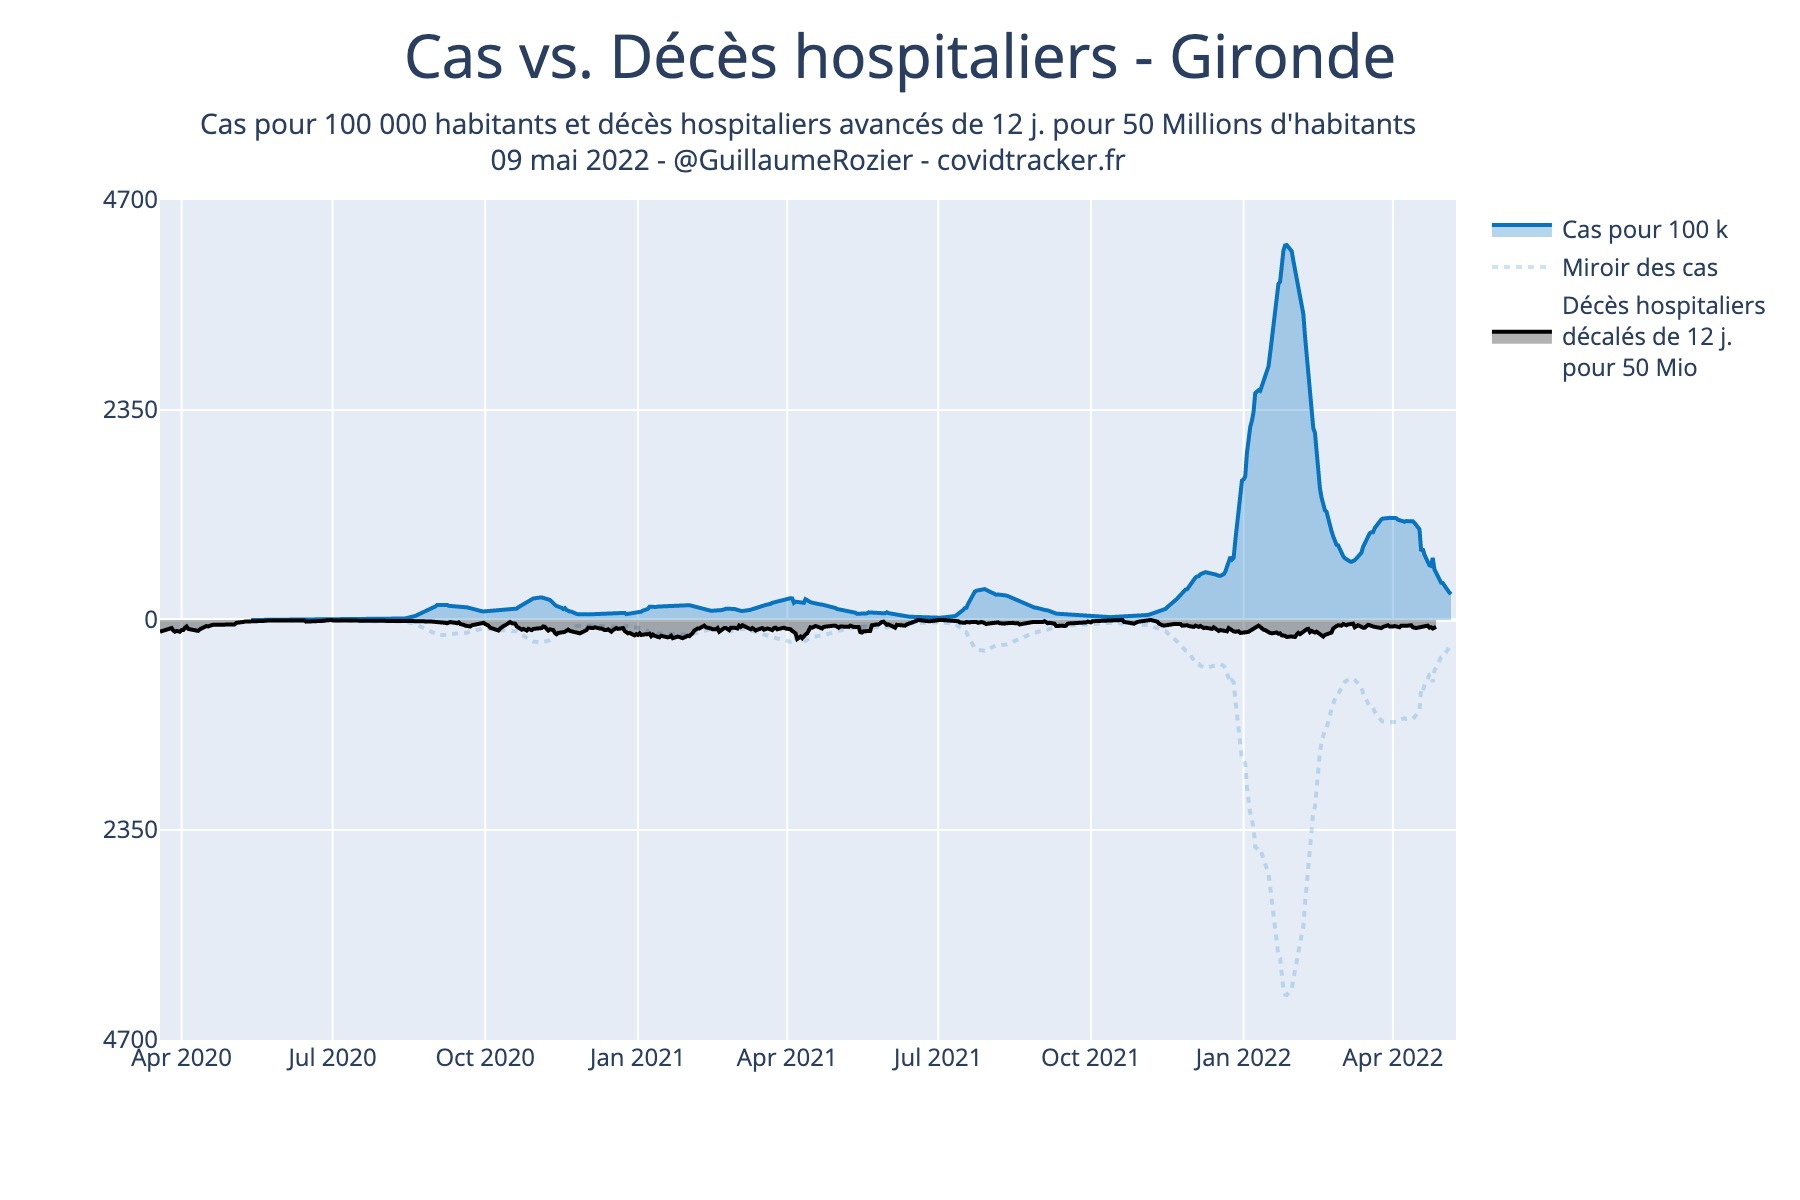 Cas vs. Décès hospitaliers - Gironde
Cas pour 100 000 habitants et décès hospitaliers avancés de 12 j. pour 50 Millions d'habitants
09 mai 2022 - @GuillaumeRozier - covidtracker.fr
4700
2350
0
2350
4700
Apr 2020
Jul 2020
Oct 2020
Jan 2021
Apr 2021
Jul 2021
Oct 2021
Jan 2022
Apr 2022
Cas pour 100 k
Miroir des cas
Décès hospitaliers
décalés de 12 j.
pour 50 Mio